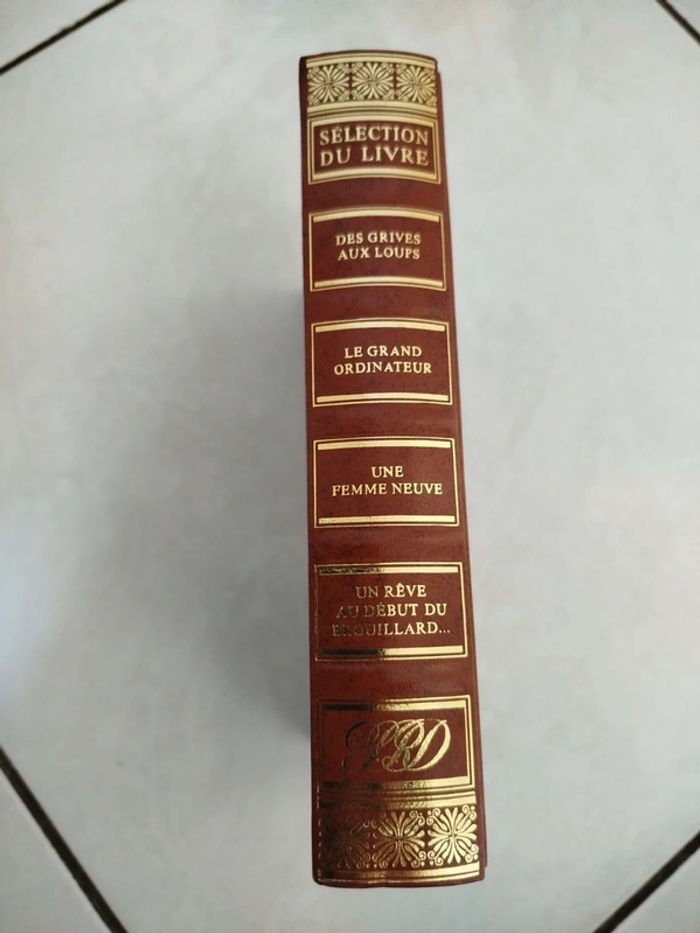 SÉLECTION
DU LIVRE
DES GRIVES
AUX LOUPS
LE GRAND
ORDINATEUR
UNE
FEMME NEUVE
UN RÊVE
AU DÉBUT DU
BROUILLARD...
SRD